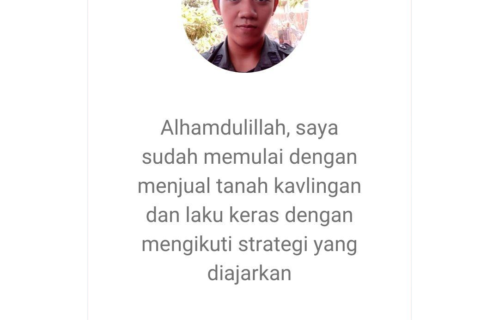 Alhamdulillah, saya
sudah memulai dengan
menjual tanah kavlingan
dan laku keras dengan
mengikuti strategi yang
diajarkan